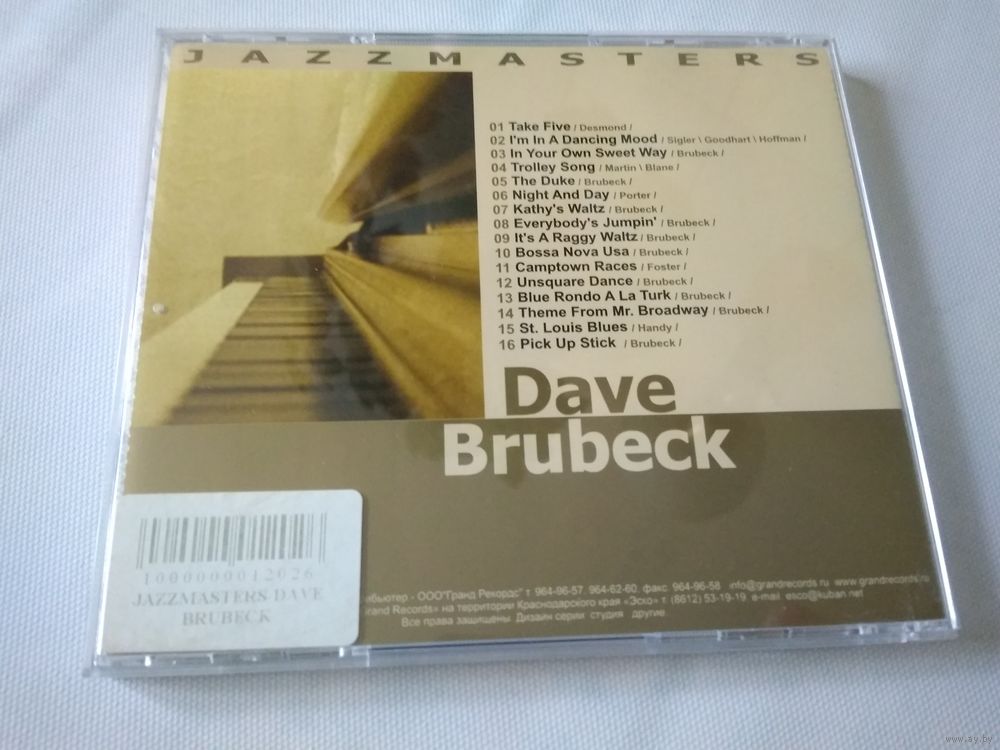 JAZZMASTERS
01 Take Five / Desmond /
02 I'm In A Dancing Mood / Sigler \ Goodhart \ Hoffman /
03 In Your Own Sweet Way / Brubeck /
04 Trolley Song / Martin \ Blane /
05 The Duke / Brubeck /
06 Night And Day / Porter /
07 Kathy's Waltz / Brubeck /
08 Everybody's Jumpin' / Brubeck /
09 It's A Raggy Waltz / Brubeck /
10 Bossa Nova Usa / Brubeck /
11 Camptown Races / Foster /
12 Unsquare Dance / Brubeck /
13 Blue Rondo A La Turk / Brubeck /
14 Theme From Mr. Broadway / Brubeck /
15 St. Louis Blues / Handy /
16 Pick Up Stick / Brubeck /
Dave
Brubeck
1000000012026
JAZZMASTERS DAVE
BRUBECK
ООО"Гранд Рекордс" т. 964-96-57 964-62-60 факс. 964-96-58 info@grandrecords.ru www.grandrecords.ru
Records» на территории Краснодарского края «Эско» т. (8612) 53-19-19 e-mail esco@kuban.net
Все права защищены Дизайн серии студия другие
www.ay.by